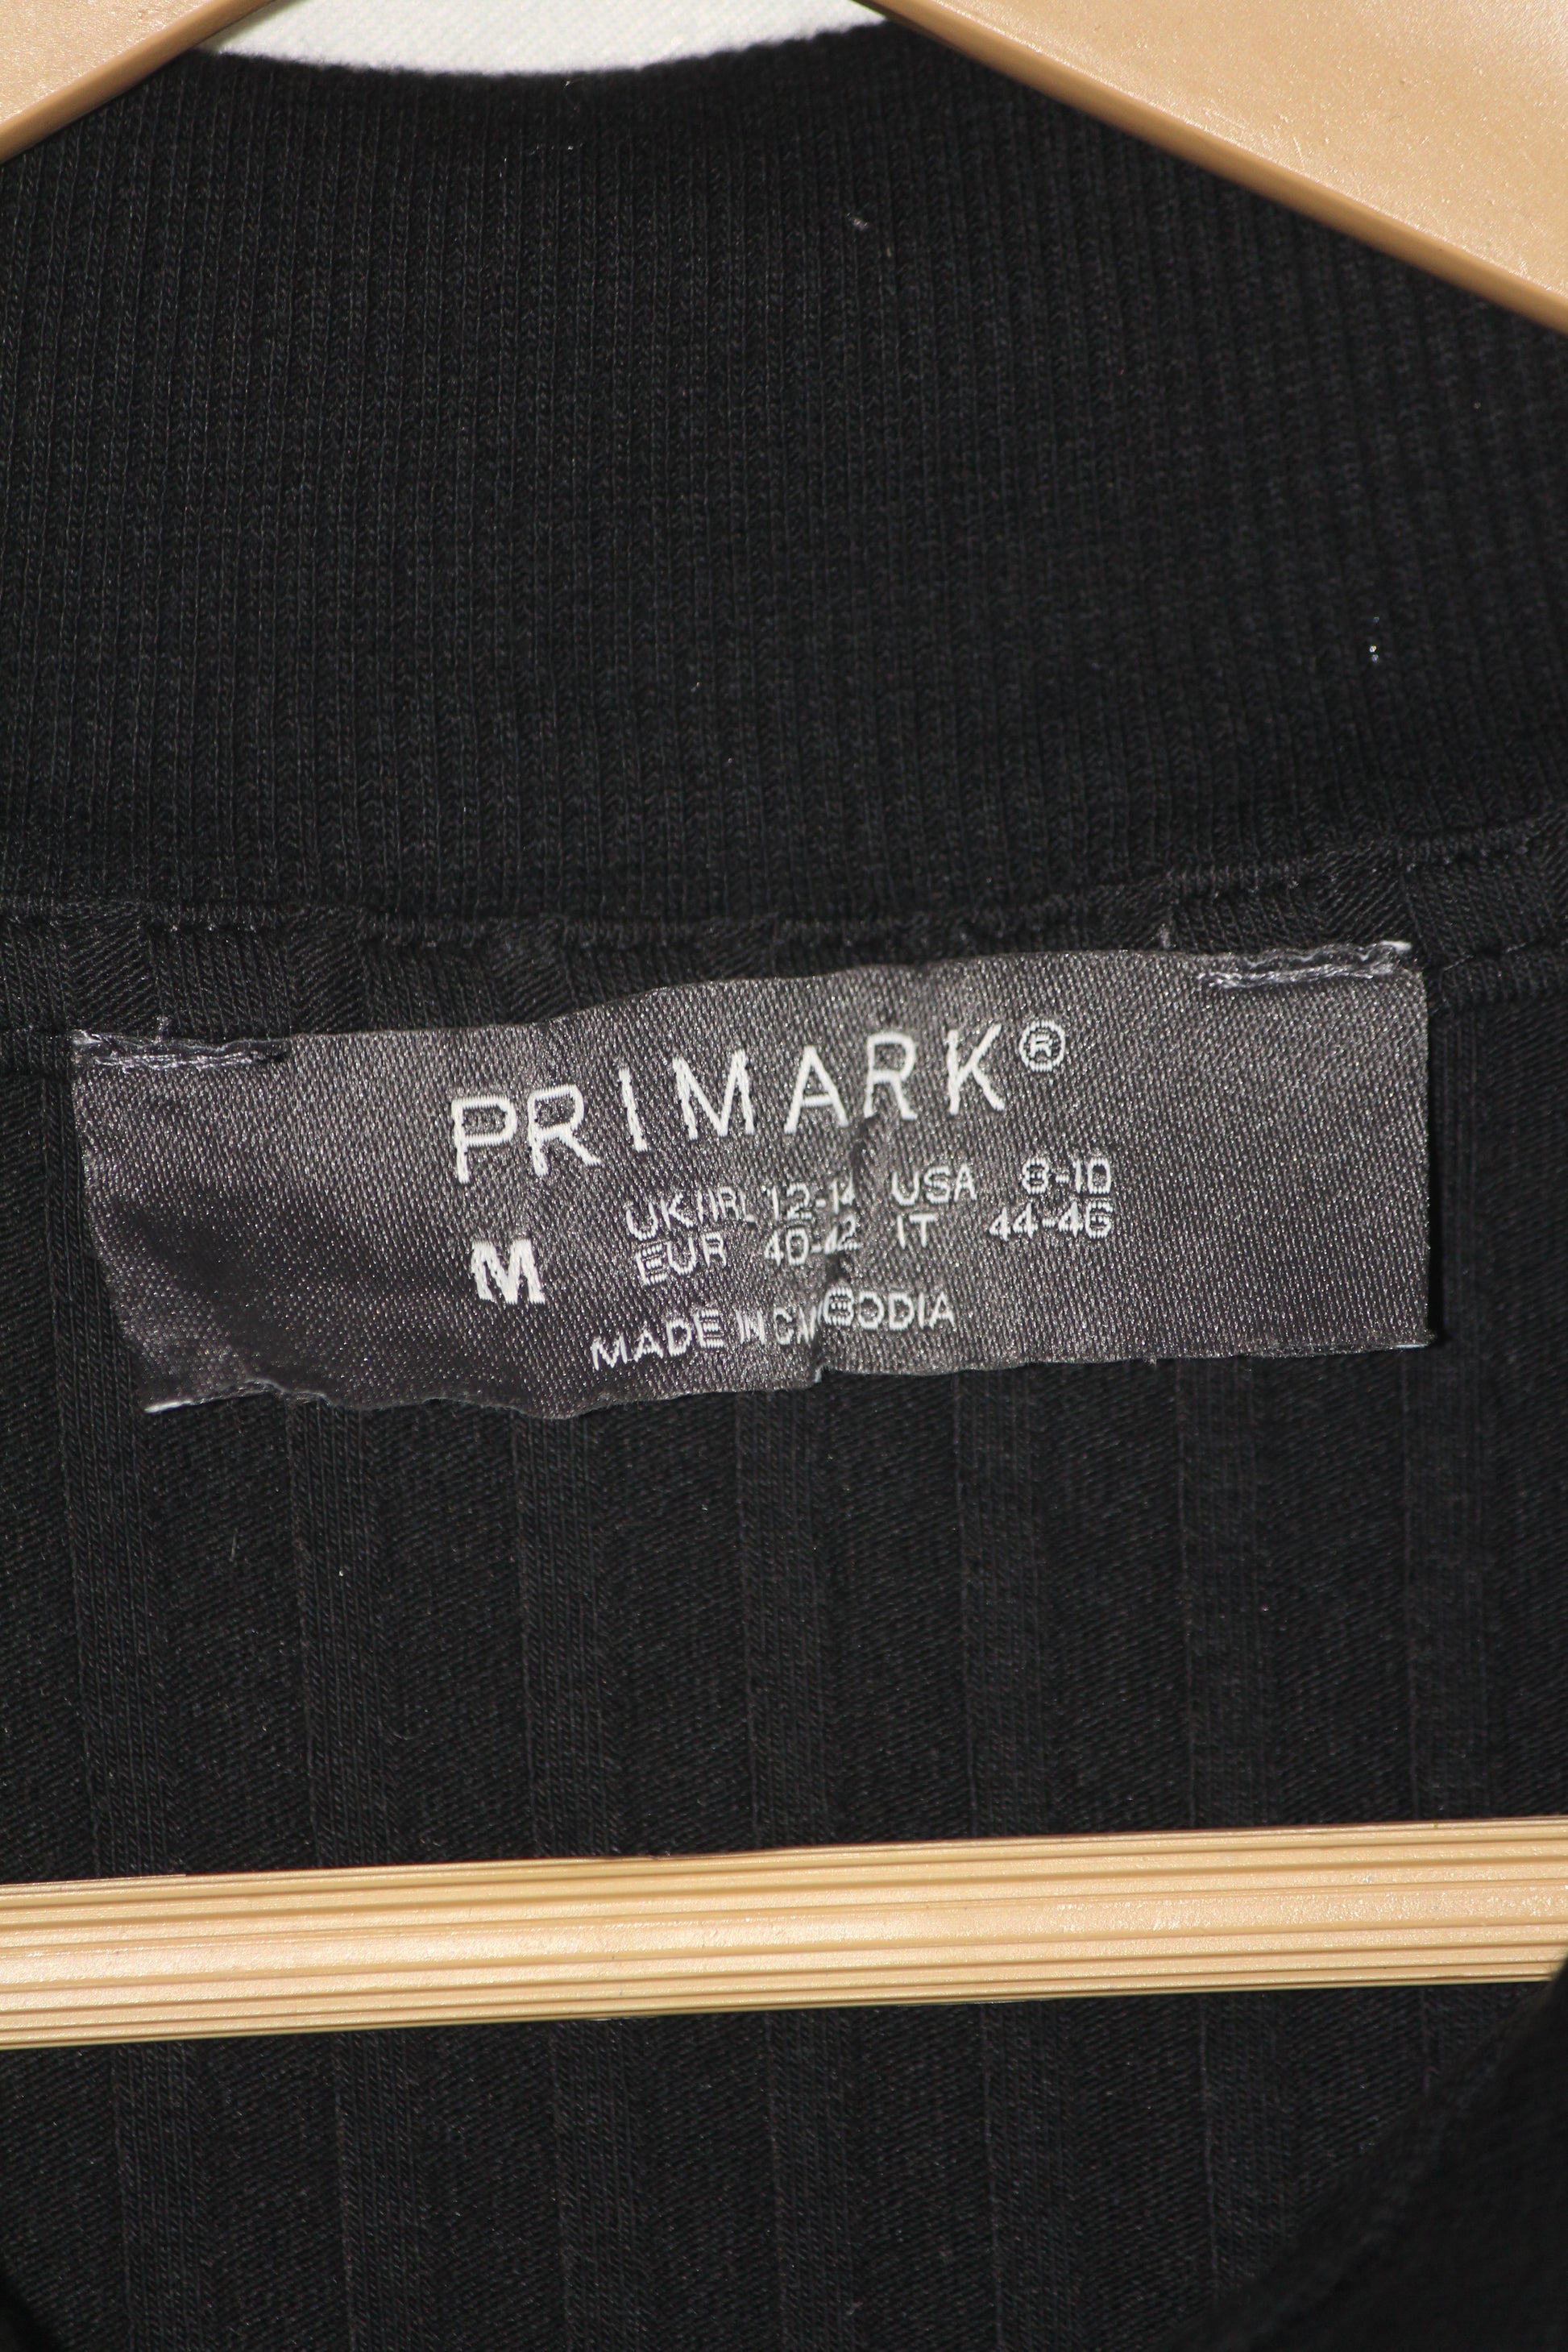 PRIMARK®
M UK/IRL 12-14 USA 8-10
EUR 40-42 IT 44-46
MADE IN CAMBODIA